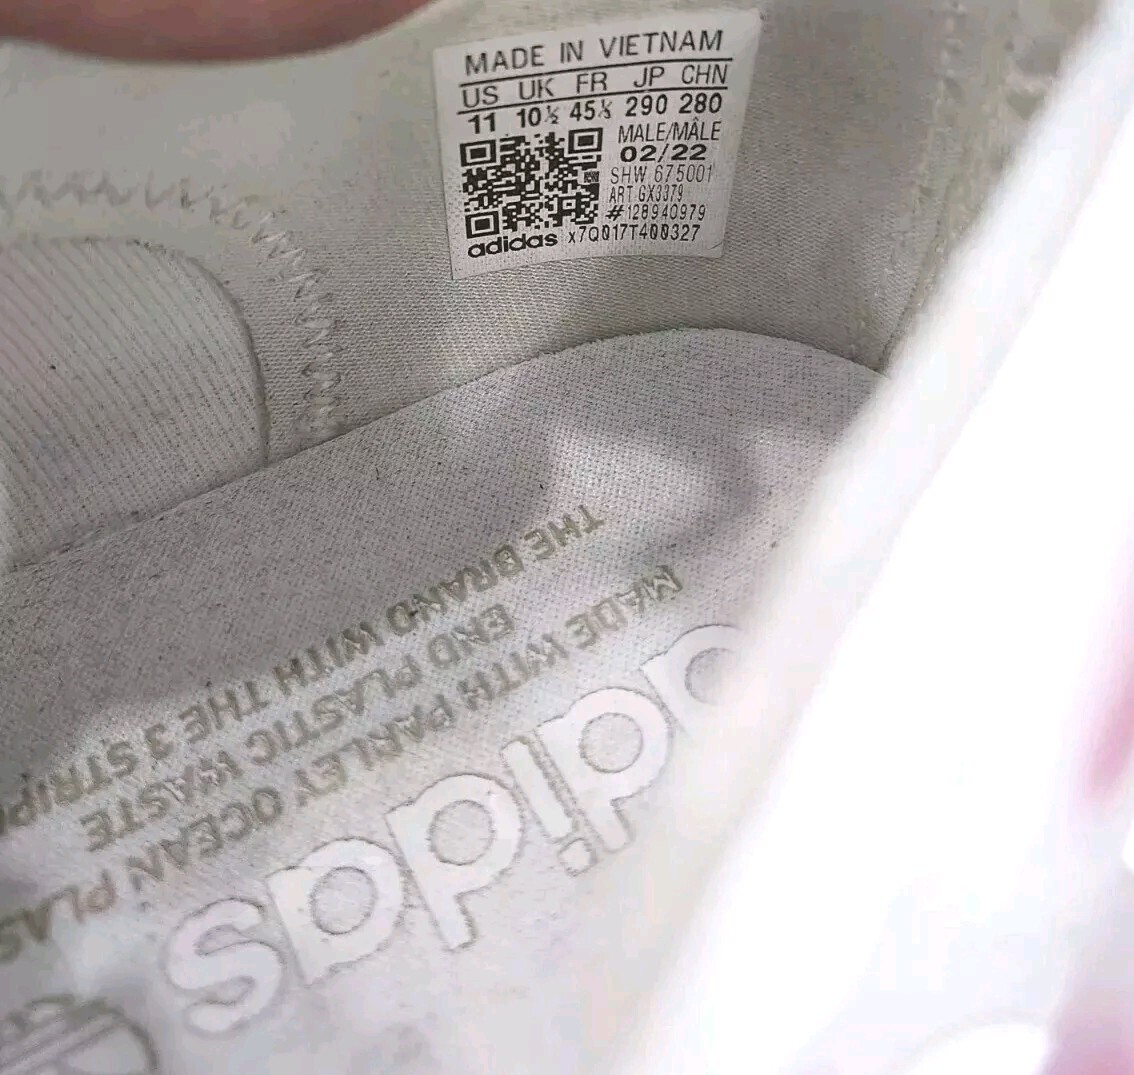 MADE IN VIETNAM
US UK FR JP CHN
11 10½ 45⅓ 290 280
MALE/MÂLE
02/22
SHW 675001
ART GX3379
#128940979
adidas x7Q017T400327
THE BRAND WITH THE 3 STRIP
END PLASTIC WASTE
MADE WITH PARLEY OCEAN PLAS
adidas